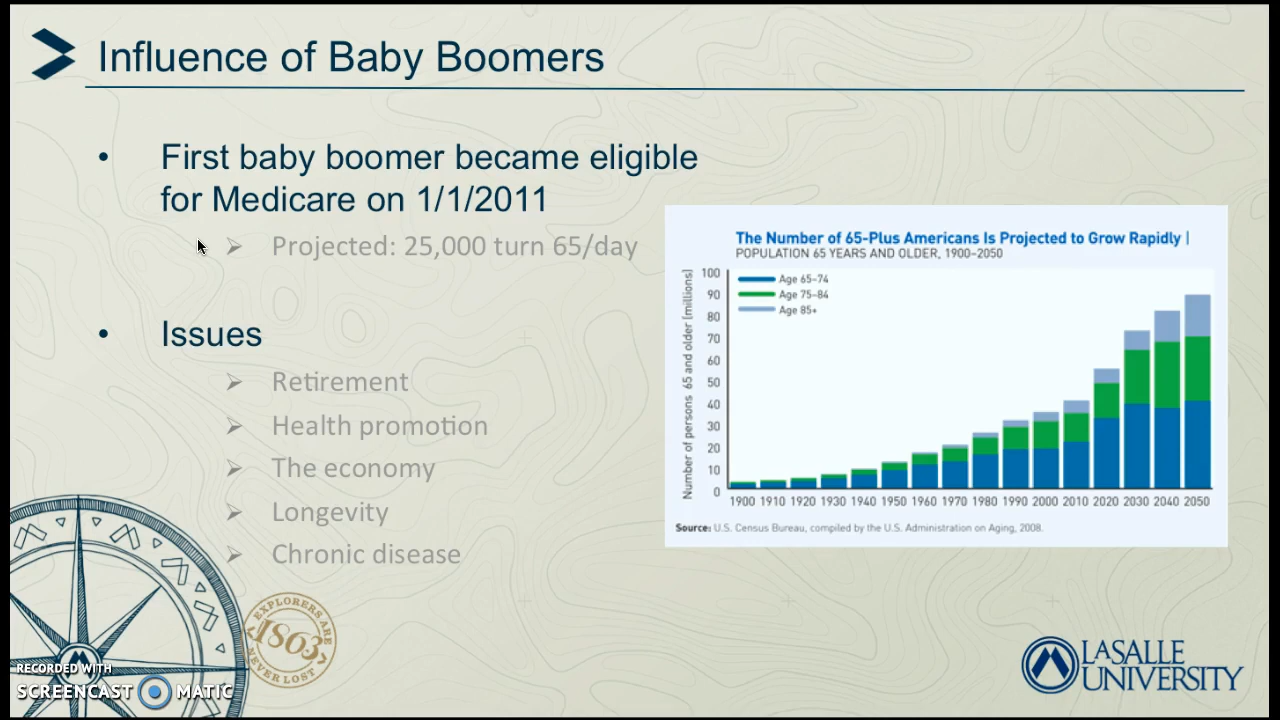 Influence of Baby Boomers
• First baby boomer became eligible
for Medicare on 1/1/2011
➢ Projected: 25,000 turn 65/day
• Issues
➢ Retirement
➢ Health promotion
➢ The economy
➢ Longevity
➢ Chronic disease
The Number of 65-Plus Americans Is Projected to Grow Rapidly |
POPULATION 65 YEARS AND OLDER, 1900–2050
Number of persons 65 and older (millions)
100
90
80
70
60
50
40
30
20
10
0
Age 65–74
Age 75–84
Age 85+
1900 1910 1920 1930 1940 1950 1960 1970 1980 1990 2000 2010 2020 2030 2040 2050
Source: U.S. Census Bureau, compiled by the U.S. Administration on Aging, 2008.
EXPLORERS ARE
1863
NEVER LOST
RECORDED WITH
SCREENCAST MATIC
LASALLE
UNIVERSITY